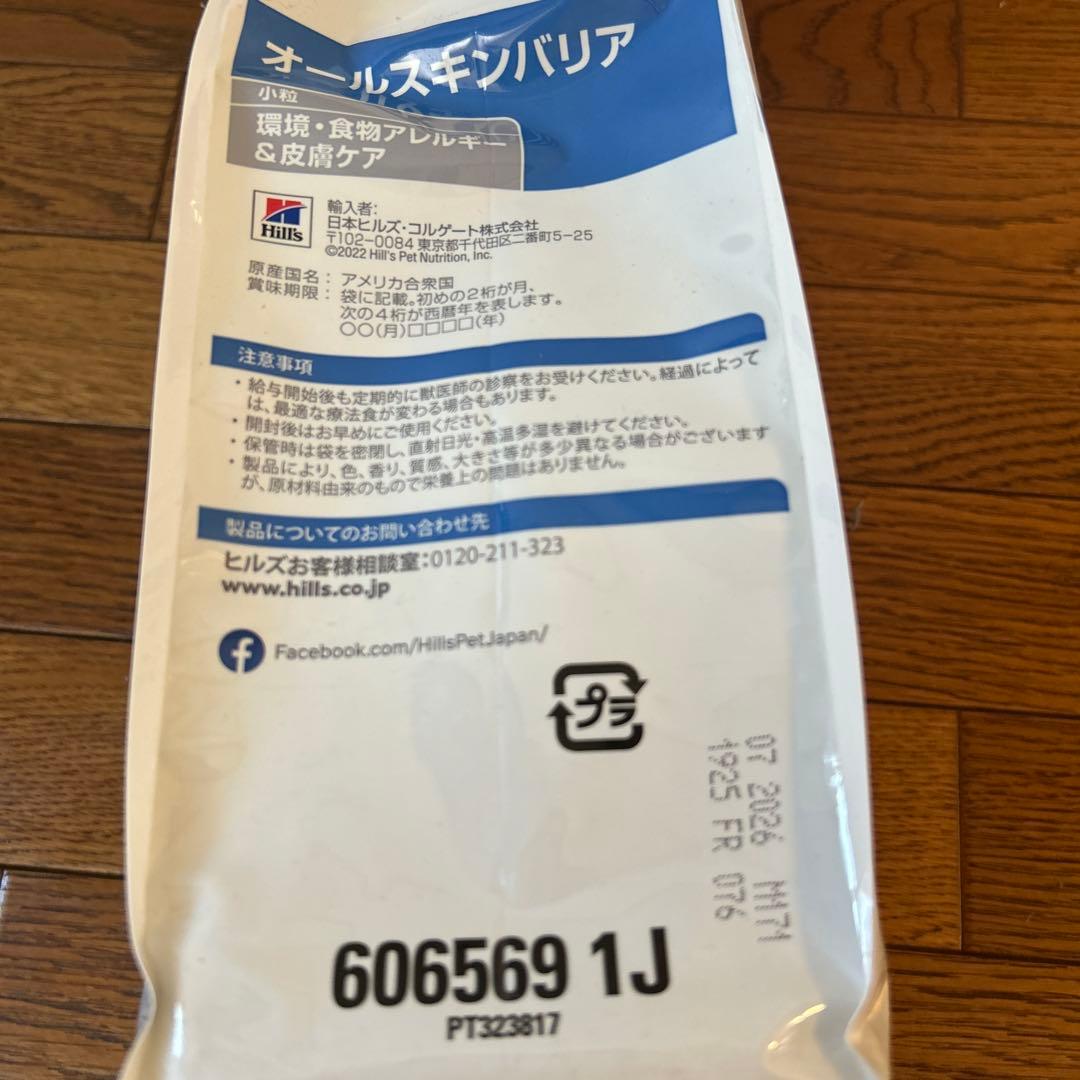 オールスキンバリア
小粒
環境・食物アレルギー
&皮膚ケア
Hill's
輸入者:
日本ヒルズ・コルゲート株式会社
〒102-0084 東京都千代田区二番町5-25
©2022 Hill's Pet Nutrition, Inc.
原産国名: アメリカ合衆国
賞味期限: 袋に記載。初めの2桁が月、
次の4桁が西暦年を表します。
○○(月)□□□□(年)
注意事項
・給与開始後も定期的に獣医師の診察をお受けください。経過によって
は、最適な療法食が変わる場合もあります。
・開封後はお早めにご使用ください。
・保管時は袋を密閉し、直射日光・高温多湿を避けてください。
・製品により、色、香り、質感、大きさ等が多少異なる場合がございます
が、原材料由来のもので栄養上の問題はありません。
製品についてのお問い合わせ先
ヒルズお客様相談室:0120-211-323
www.hills.co.jp
Facebook.com/HillsPetJapan/
プラ
07 2026 MH71
1925 FR 076
606569 1J
PT323817